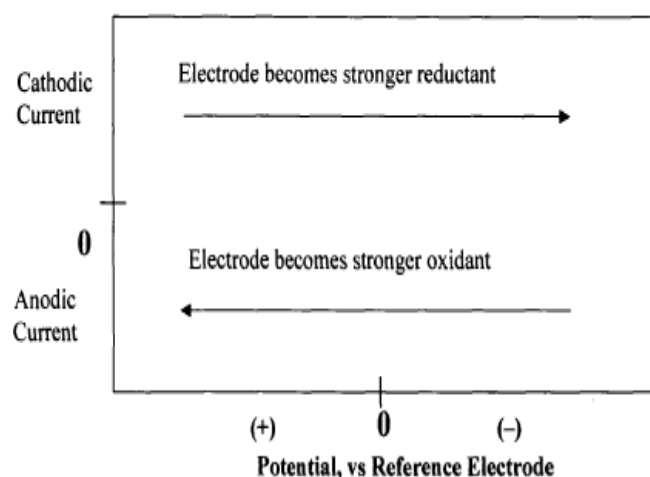 Cathodic
Current
Electrode becomes stronger reductant
0
Electrode becomes stronger oxidant
Anodic
Current
(+)
0
(–)
Potential, vs Reference Electrode